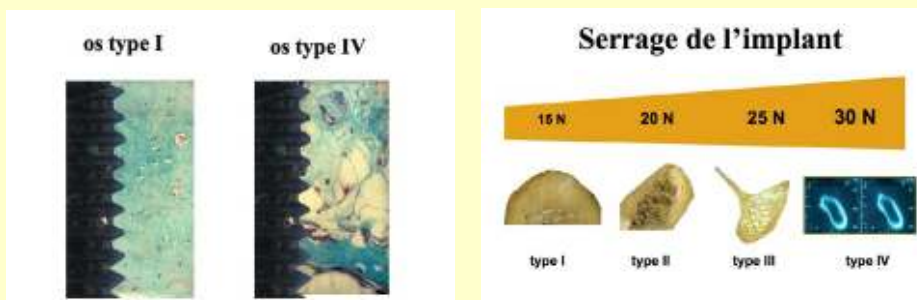 os type I
os type IV
Serrage de l’implant
15 N
20 N
25 N
30 N
type I
type II
type III
type IV